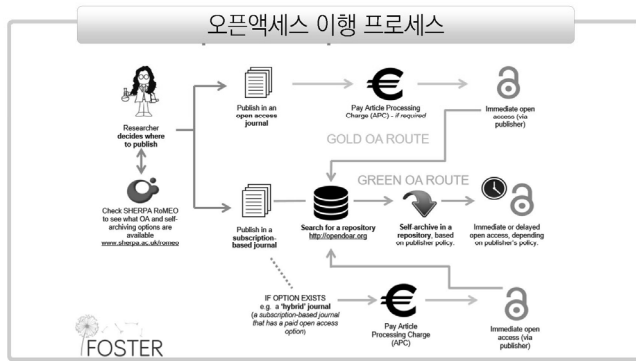 오픈액세스 이행 프로세스
Researcher
decides where
to publish
Publish in an
open access
journal
Pay Article Processing
Charge (APC) - if required
Immediate open
access (via
publisher)
GOLD OA ROUTE
GREEN OA ROUTE
Check SHERPA RoMEO
to see what OA and self-
archiving options are
available
www.sherpa.ac.uk/romeo
Publish in a
subscription-
based journal
Search for a repository
http://opendoar.org
Self-archive in a
repository, based
on publisher policy.
Immediate or delayed
open access, depending
on publisher's policy.
IF OPTION EXISTS
e.g. a 'hybrid' journal
(a subscription-based journal
that has a paid open access
option)
Pay Article
Processing Charge
(APC)
Immediate open
access (via
publisher)
FOSTER